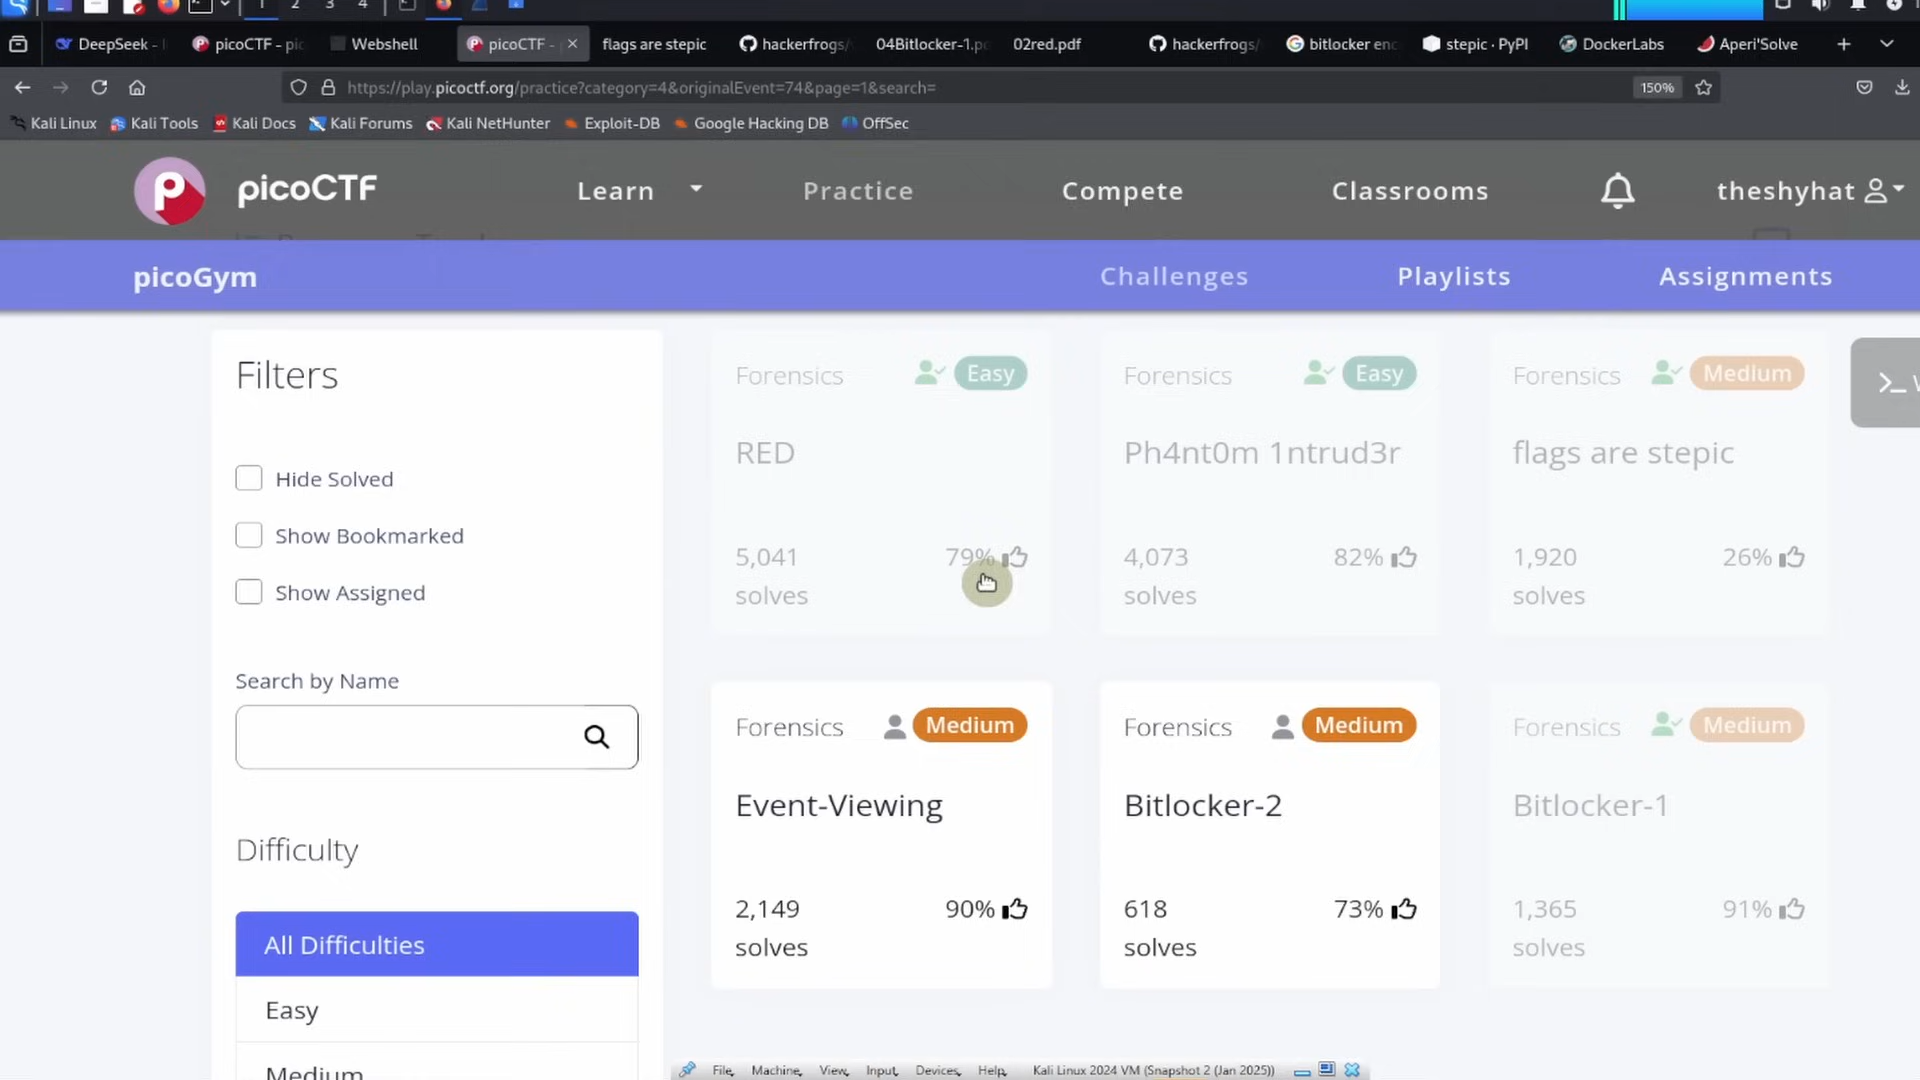 1 2 3 4
DeepSeek - picoCTF - pic Webshell picoCTF - flags are stepic hackerfrogs/ 04Bitlocker-1.p 02red.pdf hackerfrogs/ bitlocker enc stepic · PyPI DockerLabs Aperi'Solve
https://play.picoctf.org/practice?category=4&originalEvent=74&page=1&search= 150%
Kali Linux Kali Tools Kali Docs Kali Forums Kali NetHunter Exploit-DB Google Hacking DB OffSec
picoCTF Learn Practice Compete Classrooms theshyhat
picoGym Challenges Playlists Assignments
Filters
Hide Solved
Show Bookmarked
Show Assigned
Search by Name
Difficulty
All Difficulties
Easy
Medium
Forensics Easy
RED
5,041 79%
solves
Forensics Easy
Ph4nt0m 1ntrud3r
4,073 82%
solves
Forensics Medium
flags are stepic
1,920 26%
solves
Forensics Medium
Event-Viewing
2,149 90%
solves
Forensics Medium
Bitlocker-2
618 73%
solves
Forensics Medium
Bitlocker-1
1,365 91%
solves
File Machine View Input Devices Help Kali Linux 2024 VM (Snapshot 2 (Jan 2025))